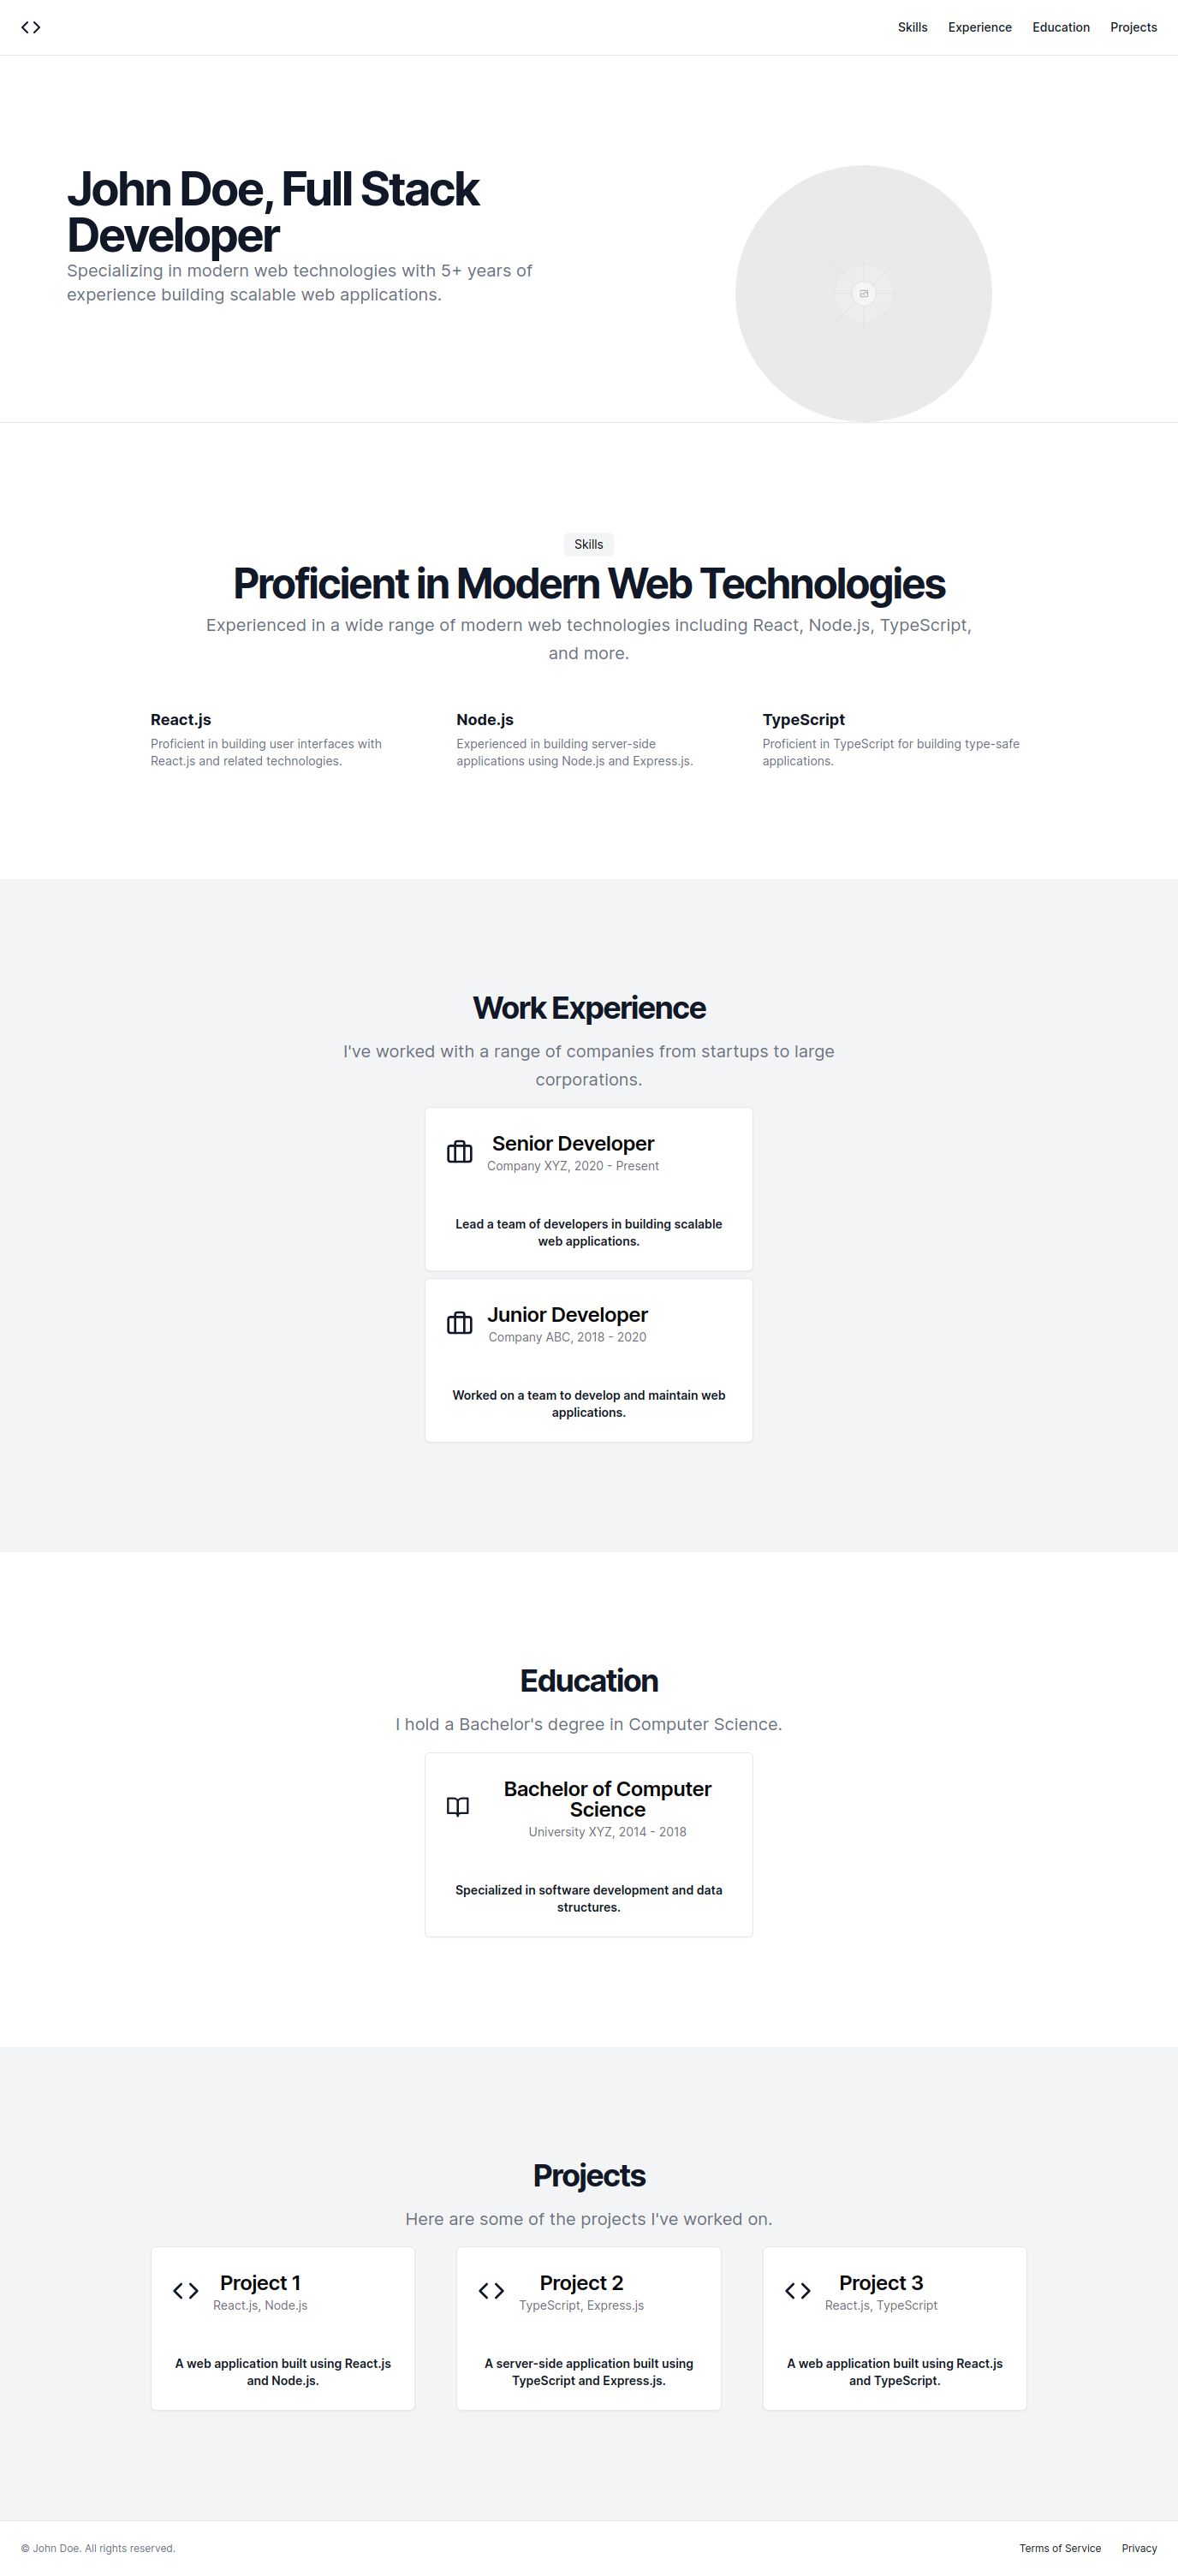 Skills Experience Education Projects
John Doe, Full Stack
Developer
Specializing in modern web technologies with 5+ years of
experience building scalable web applications.
Skills
Proficient in Modern Web Technologies
Experienced in a wide range of modern web technologies including React, Node.js, TypeScript,
and more.
React.js
Proficient in building user interfaces with
React.js and related technologies.
Node.js
Experienced in building server-side
applications using Node.js and Express.js.
TypeScript
Proficient in TypeScript for building type-safe
applications.
Work Experience
I've worked with a range of companies from startups to large
corporations.
Senior Developer
Company XYZ, 2020 - Present
Lead a team of developers in building scalable
web applications.
Junior Developer
Company ABC, 2018 - 2020
Worked on a team to develop and maintain web
applications.
Education
I hold a Bachelor's degree in Computer Science.
Bachelor of Computer
Science
University XYZ, 2014 - 2018
Specialized in software development and data
structures.
Projects
Here are some of the projects I've worked on.
Project 1
React.js, Node.js
A web application built using React.js
and Node.js.
Project 2
TypeScript, Express.js
A server-side application built using
TypeScript and Express.js.
Project 3
React.js, TypeScript
A web application built using React.js
and TypeScript.
© John Doe. All rights reserved.
Terms of Service Privacy